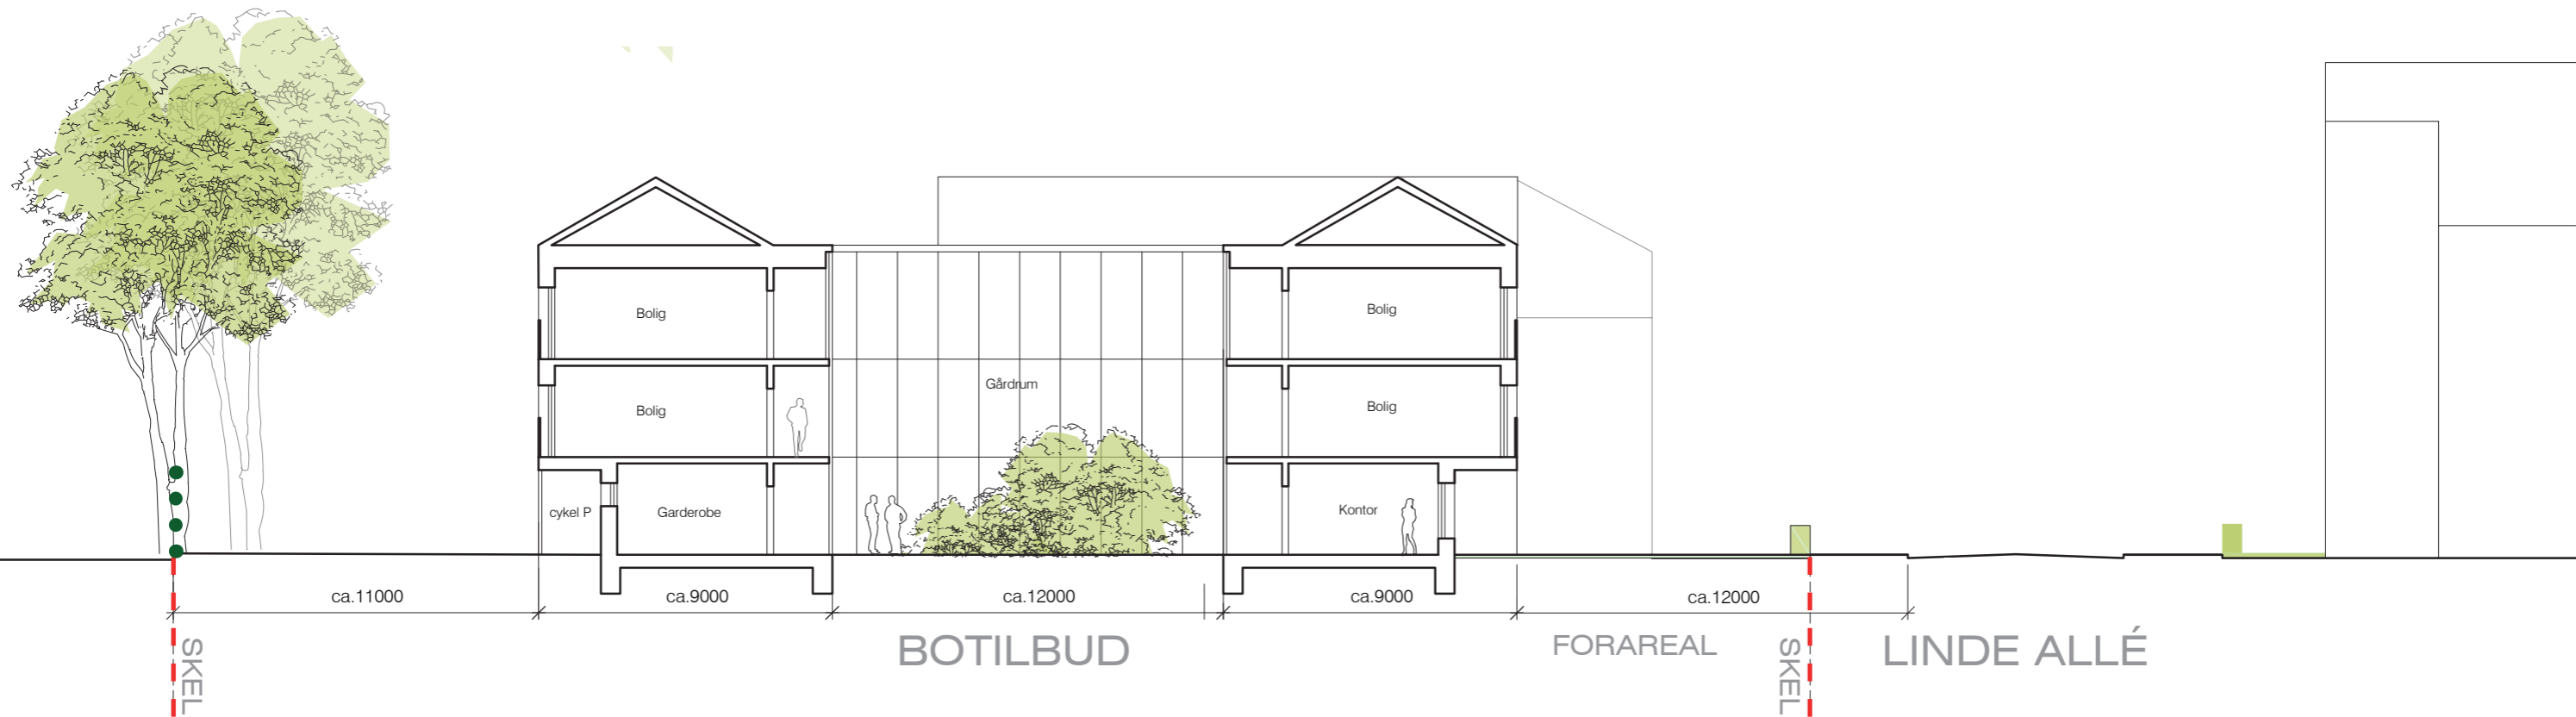 Bolig
Bolig
Gårdrum
Bolig
Bolig
cykel P
Garderobe
Kontor
ca.11000
ca.9000
ca.12000
ca.9000
ca.12000
SKEL
BOTILBUD
FORAREAL
SKEL
LINDE ALLÉ